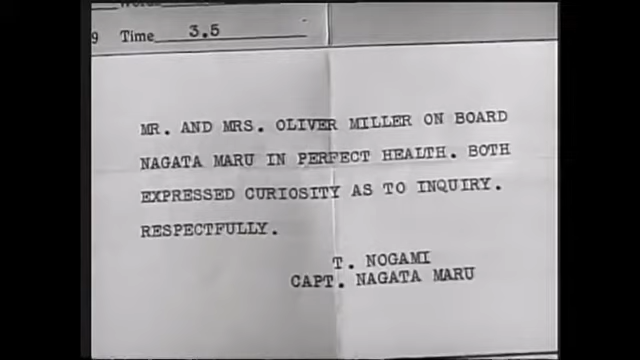 9 Time 3.5
MR. AND MRS. OLIVER MILLER ON BOARD
NAGATA MARU IN PERFECT HEALTH. BOTH
EXPRESSED CURIOSITY AS TO INQUIRY.
RESPECTFULLY.
T. NOGAMI
CAPT. NAGATA MARU